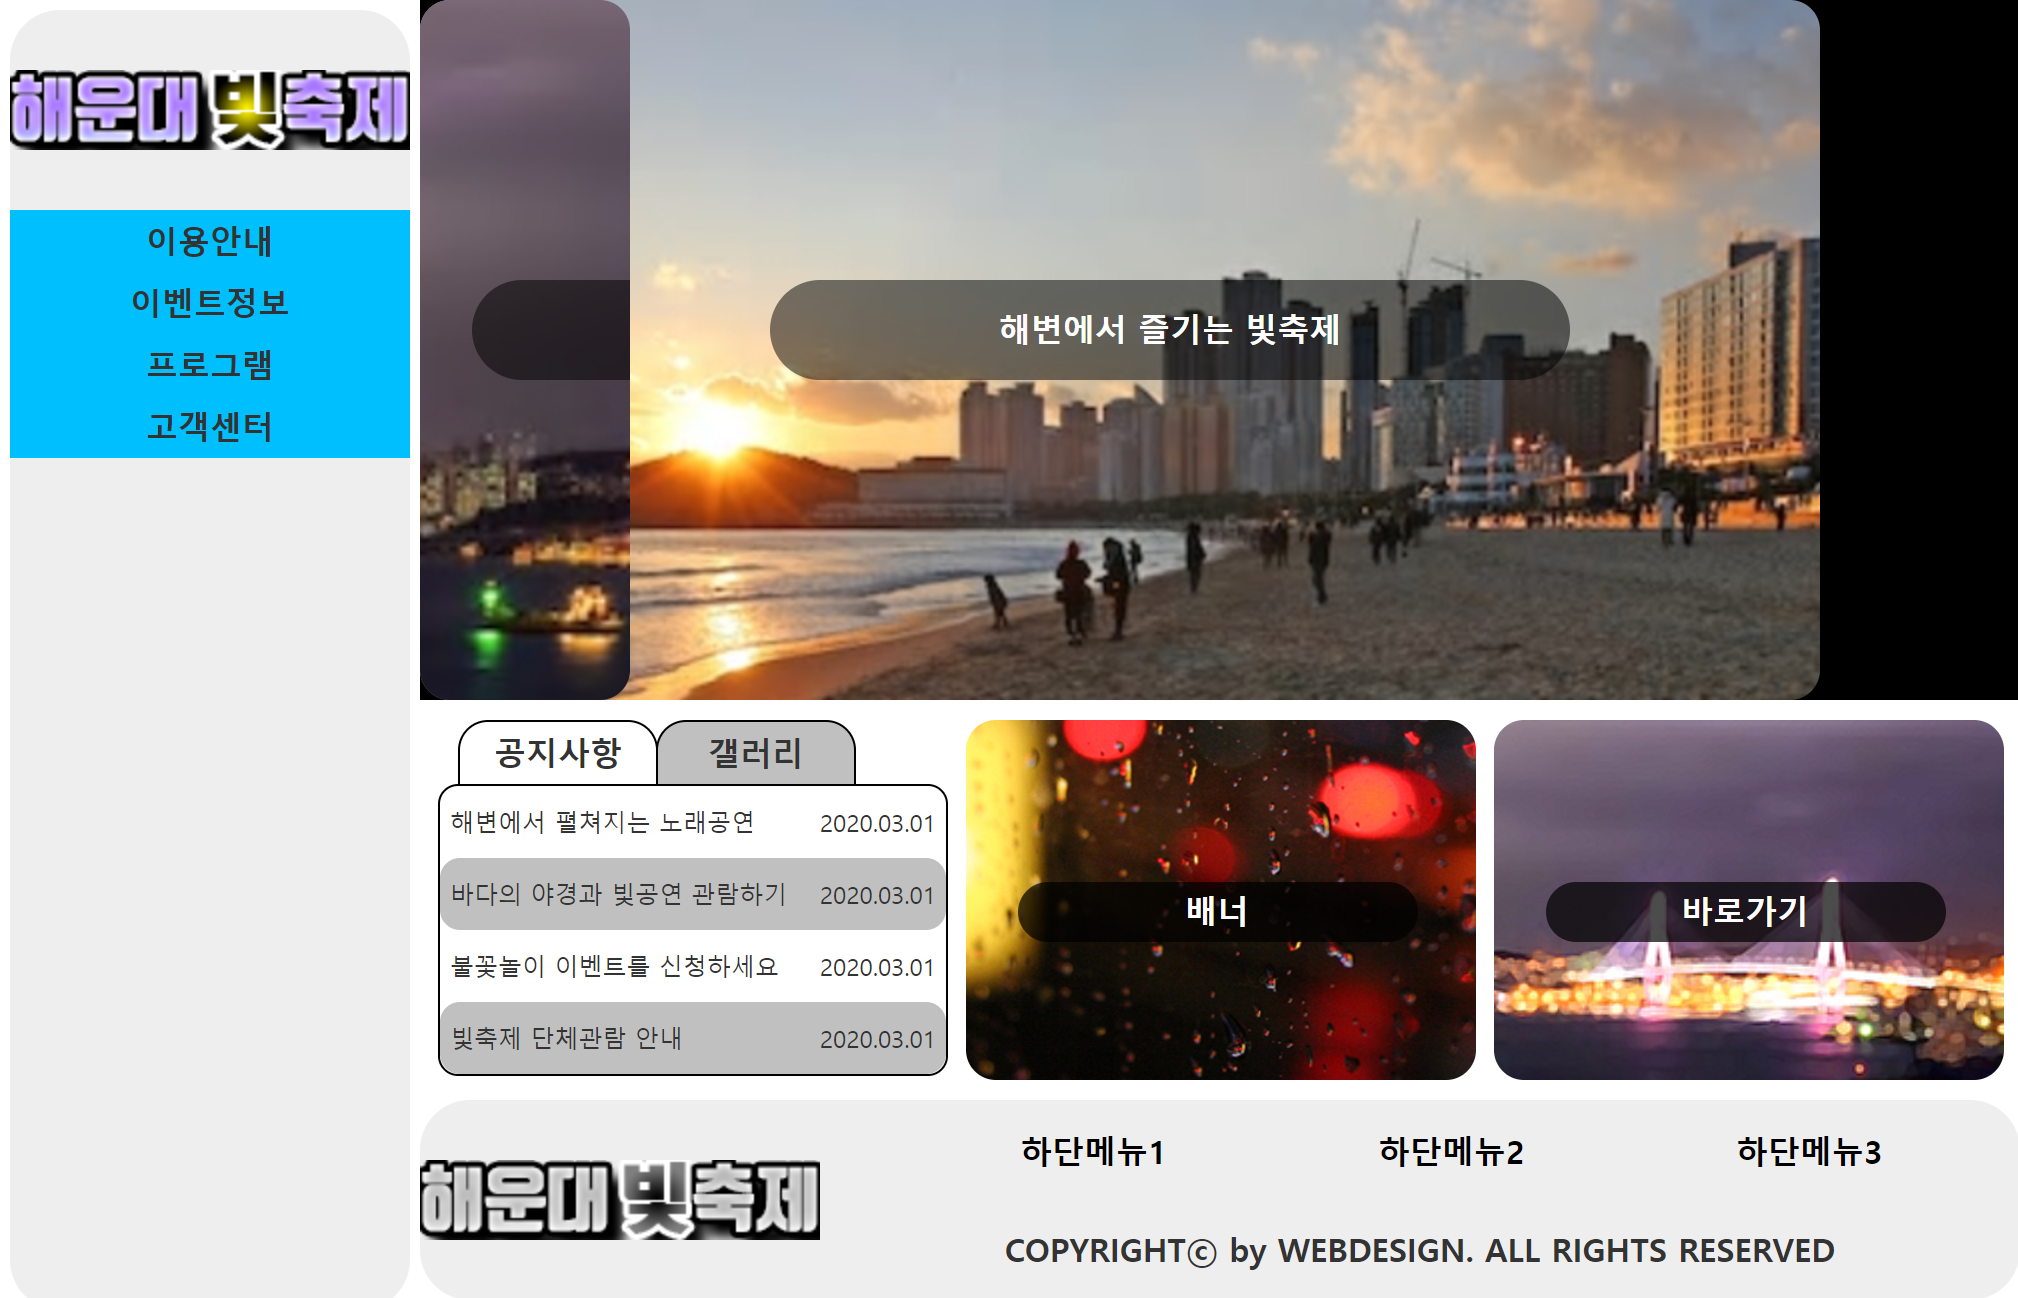 해운대 빛축제
이용안내
이벤트정보
프로그램
고객센터
해변에서 즐기는 빛축제
공지사항
갤러리
해변에서 펼쳐지는 노래공연 2020.03.01
바다의 야경과 빛공연 관람하기 2020.03.01
불꽃놀이 이벤트를 신청하세요 2020.03.01
빛축제 단체관람 안내 2020.03.01
배너
바로가기
해운대 빛축제
하단메뉴1
하단메뉴2
하단메뉴3
COPYRIGHTⓒ by WEBDESIGN. ALL RIGHTS RESERVED